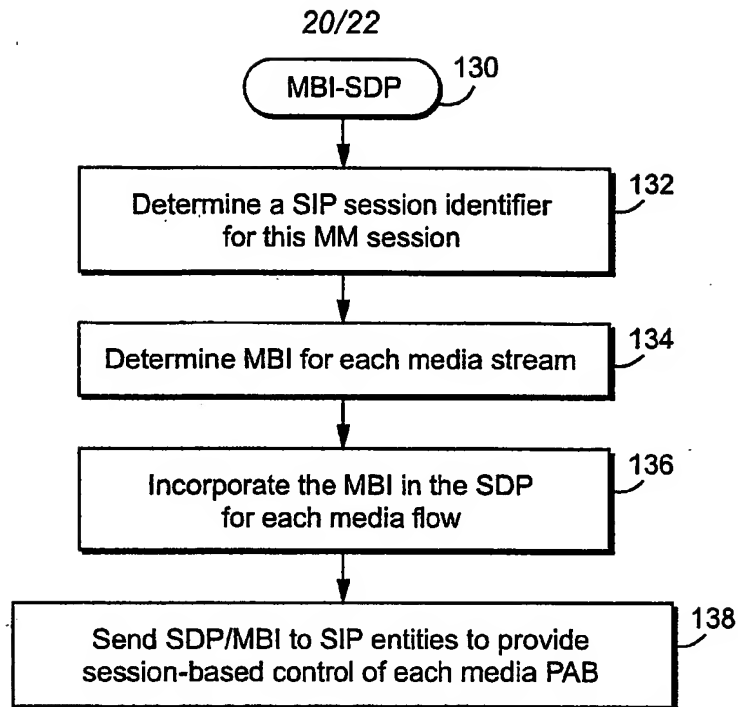 20/22
MBI-SDP
130
Determine a SIP session identifier
for this MM session
132
Determine MBI for each media stream
134
Incorporate the MBI in the SDP
for each media flow
136
Send SDP/MBI to SIP entities to provide
session-based control of each media PAB
138